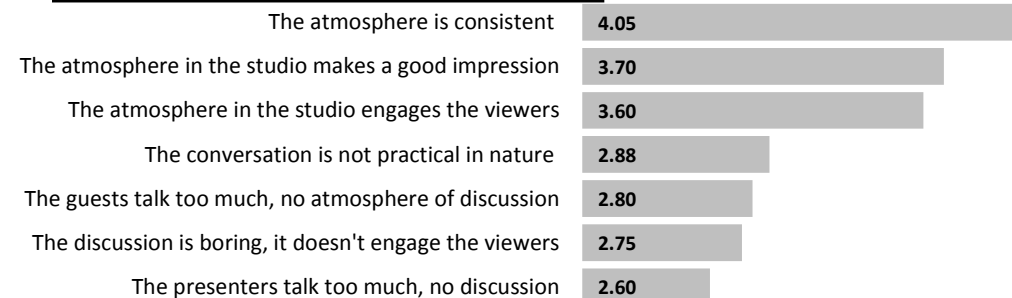 The atmosphere is consistent 4.05
The atmosphere in the studio makes a good impression 3.70
The atmosphere in the studio engages the viewers 3.60
The conversation is not practical in nature 2.88
The guests talk too much, no atmosphere of discussion 2.80
The discussion is boring, it doesn't engage the viewers 2.75
The presenters talk too much, no discussion 2.60